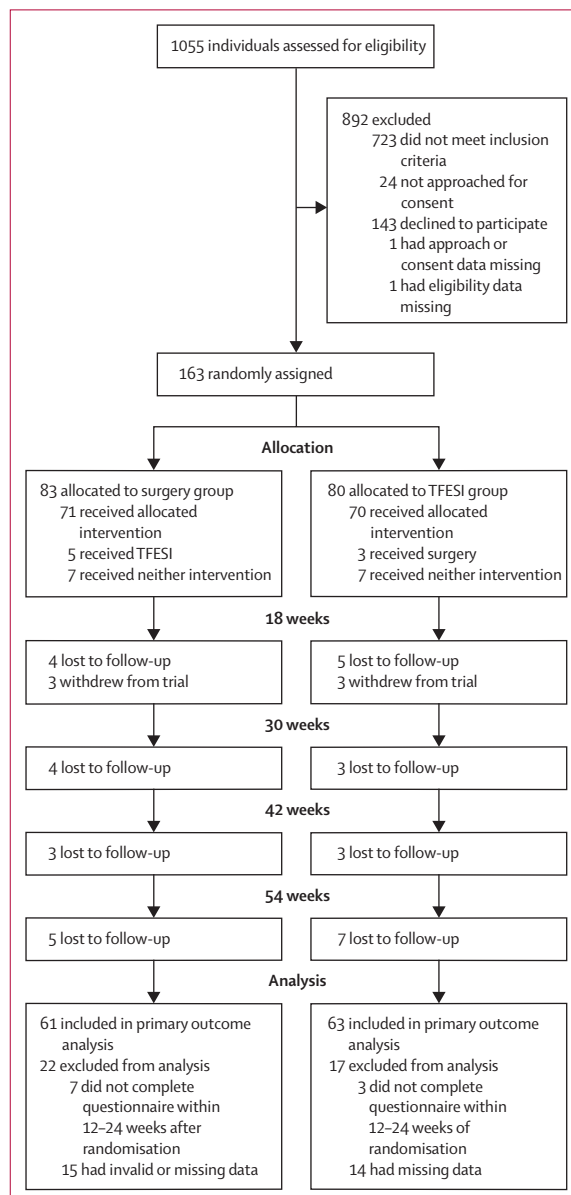 1055 individuals assessed for eligibility
892 excluded
723 did not meet inclusion
criteria
24 not approached for
consent
143 declined to participate
1 had approach or
consent data missing
1 had eligibility data
missing
163 randomly assigned
Allocation
83 allocated to surgery group
71 received allocated
intervention
5 received TFESI
7 received neither intervention
80 allocated to TFESI group
70 received allocated
intervention
3 received surgery
7 received neither intervention
18 weeks
4 lost to follow-up
3 withdrew from trial
5 lost to follow-up
3 withdrew from trial
30 weeks
4 lost to follow-up
3 lost to follow-up
42 weeks
3 lost to follow-up
3 lost to follow-up
54 weeks
5 lost to follow-up
7 lost to follow-up
Analysis
61 included in primary outcome
analysis
22 excluded from analysis
7 did not complete
questionnaire within
12–24 weeks after
randomisation
15 had invalid or missing data
63 included in primary outcome
analysis
17 excluded from analysis
3 did not complete
questionnaire within
12–24 weeks of
randomisation
14 had missing data